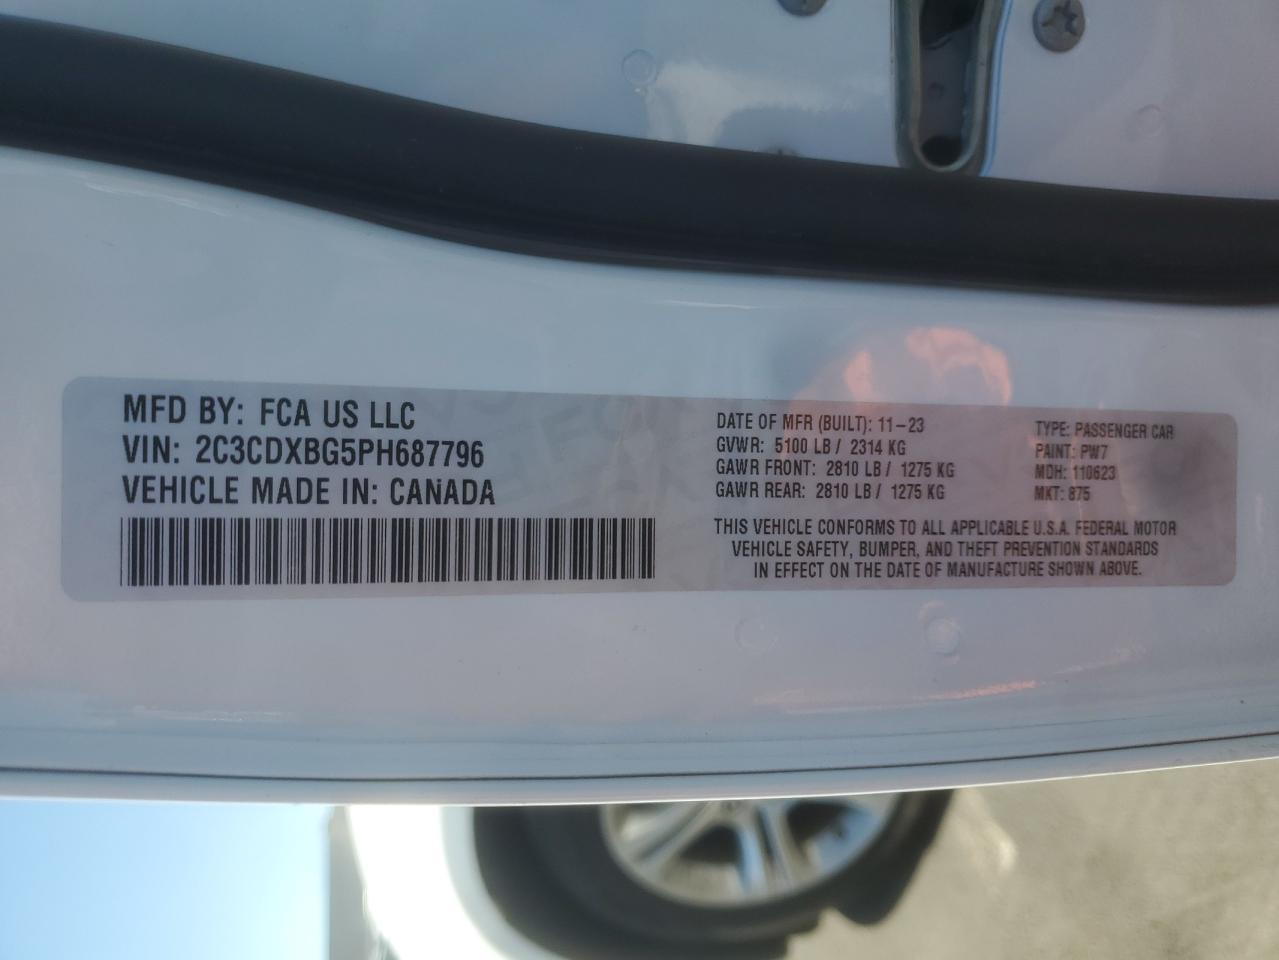 MFD BY: FCA US LLC
VIN: 2C3CDXBG5PH687796
VEHICLE MADE IN: CANADA
DATE OF MFR (BUILT): 11-23
GVWR: 5100 LB / 2314 KG
GAWR FRONT: 2810 LB / 1275 KG
GAWR REAR: 2810 LB / 1275 KG
TYPE: PASSENGER CAR
PAINT: PW7
MDH: 110623
MKT: 875
THIS VEHICLE CONFORMS TO ALL APPLICABLE U.S.A. FEDERAL MOTOR
VEHICLE SAFETY, BUMPER, AND THEFT PREVENTION STANDARDS
IN EFFECT ON THE DATE OF MANUFACTURE SHOWN ABOVE.